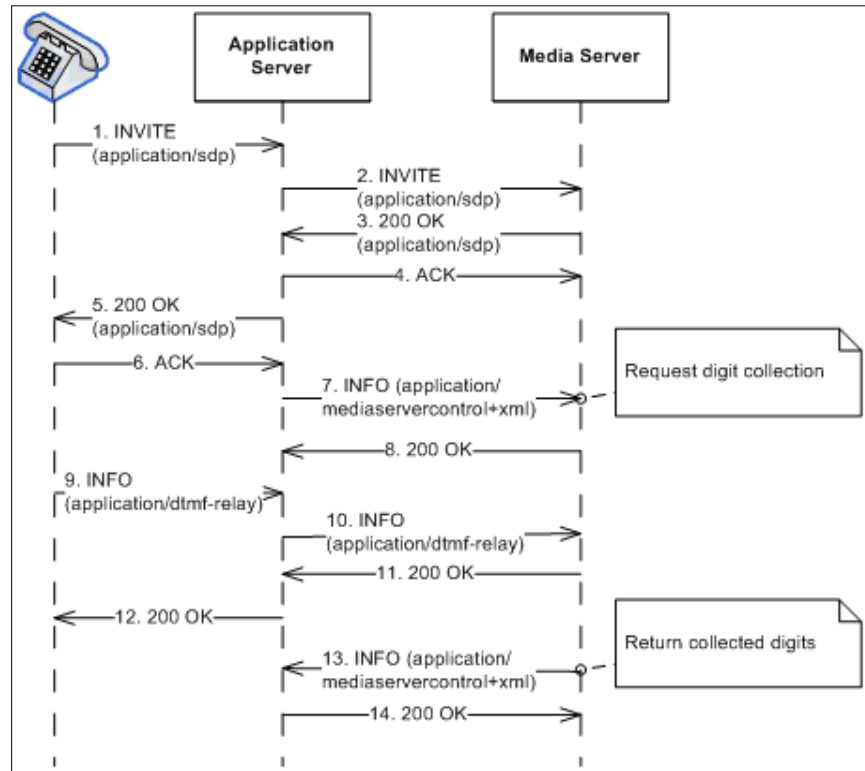 Application
Server
Media Server
1. INVITE
(application/sdp)
2. INVITE
(application/sdp)
3. 200 OK
(application/sdp)
4. ACK
5. 200 OK
(application/sdp)
6. ACK
7. INFO (application/
mediaservercontrol+xml)
Request digit collection
8. 200 OK
9. INFO
(application/dtmf-relay)
10. INFO
(application/dtmf-relay)
11. 200 OK
12. 200 OK
13. INFO (application/
mediaservercontrol+xml)
Return collected digits
14. 200 OK